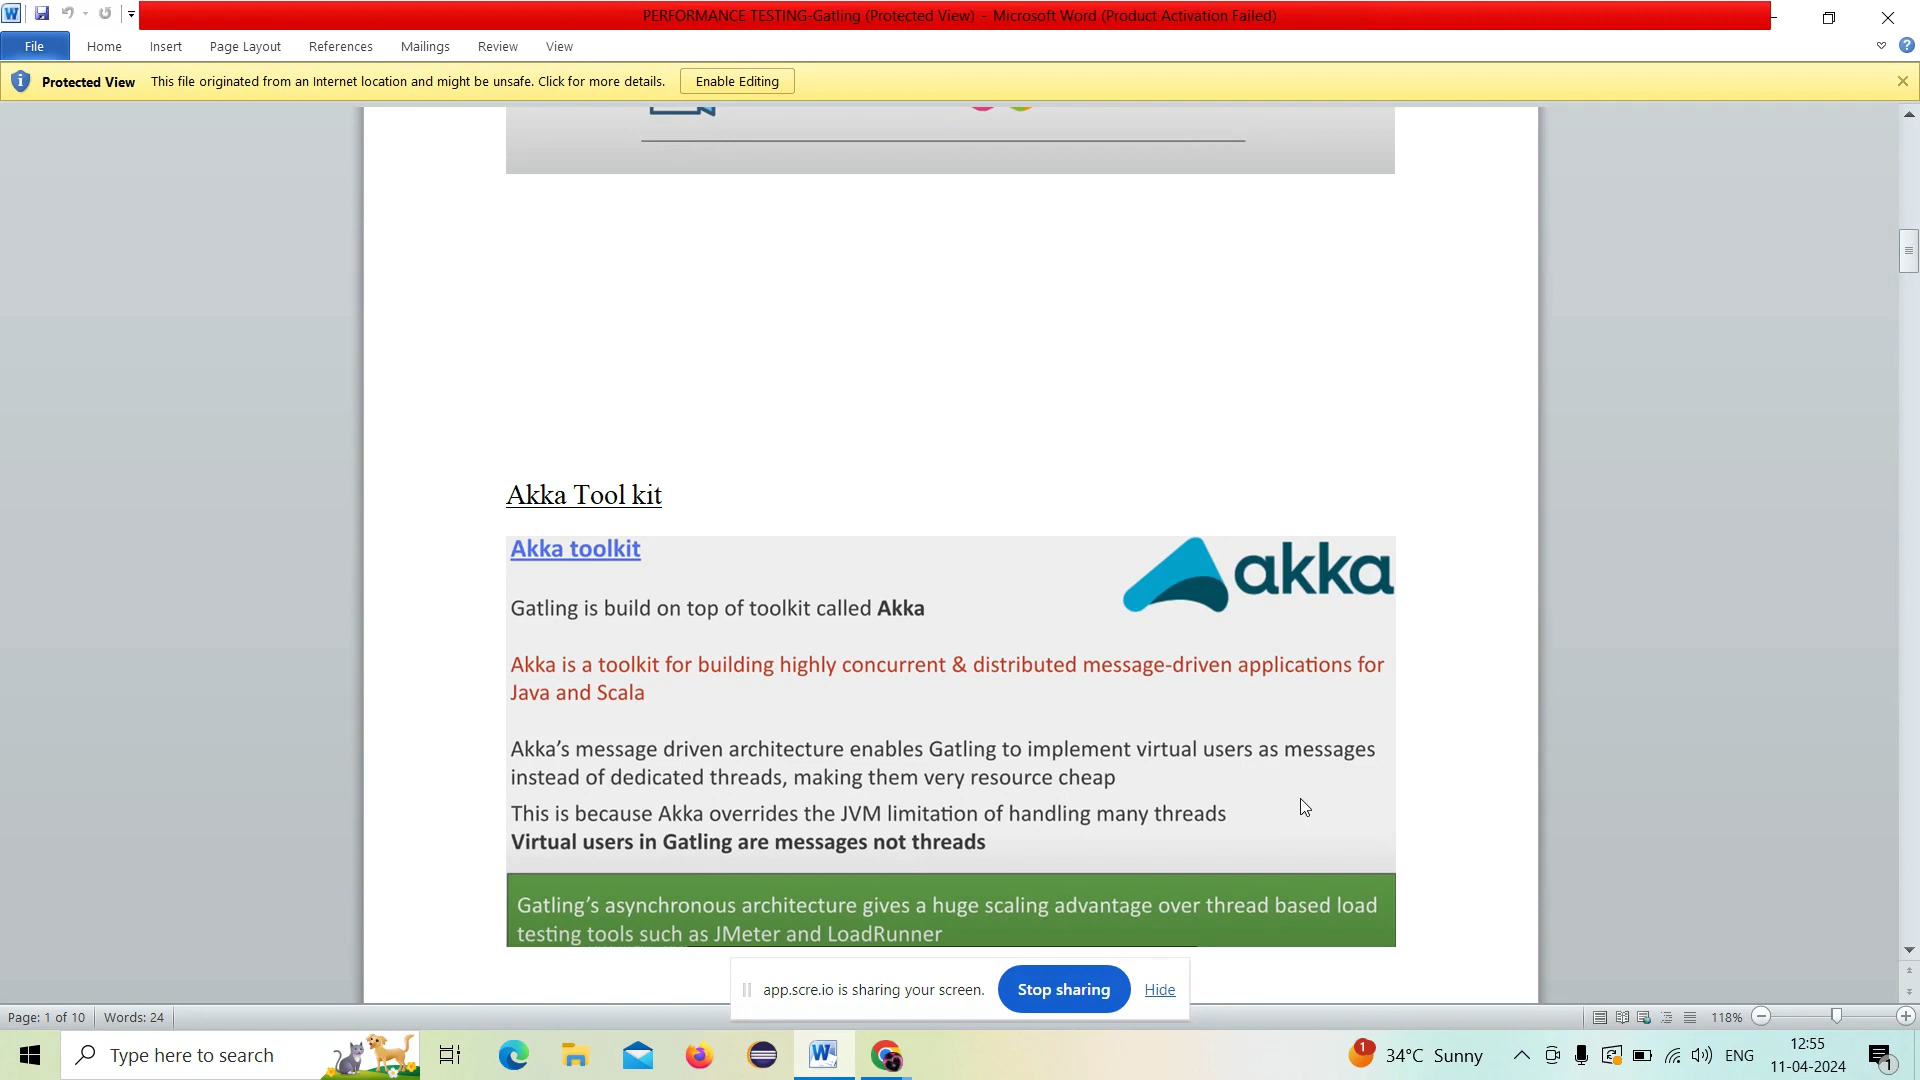 PERFORMANCE TESTING-Gatling (Protected View) - Microsoft Word (Product Activation Failed)
File Home Insert Page Layout References Mailings Review View
Protected View This file originated from an Internet location and might be unsafe. Click for more details. Enable Editing
Akka Tool kit
Akka toolkit
akka
Gatling is build on top of toolkit called Akka
Akka is a toolkit for building highly concurrent & distributed message-driven applications for
Java and Scala
Akka's message driven architecture enables Gatling to implement virtual users as messages
instead of dedicated threads, making them very resource cheap
This is because Akka overrides the JVM limitation of handling many threads
Virtual users in Gatling are messages not threads
Gatling's asynchronous architecture gives a huge scaling advantage over thread based load
testing tools such as JMeter and LoadRunner
app.scre.io is sharing your screen. Stop sharing Hide
Page: 1 of 10 Words: 24 118%
Type here to search 1 34°C Sunny ENG 12:55
11-04-2024 1